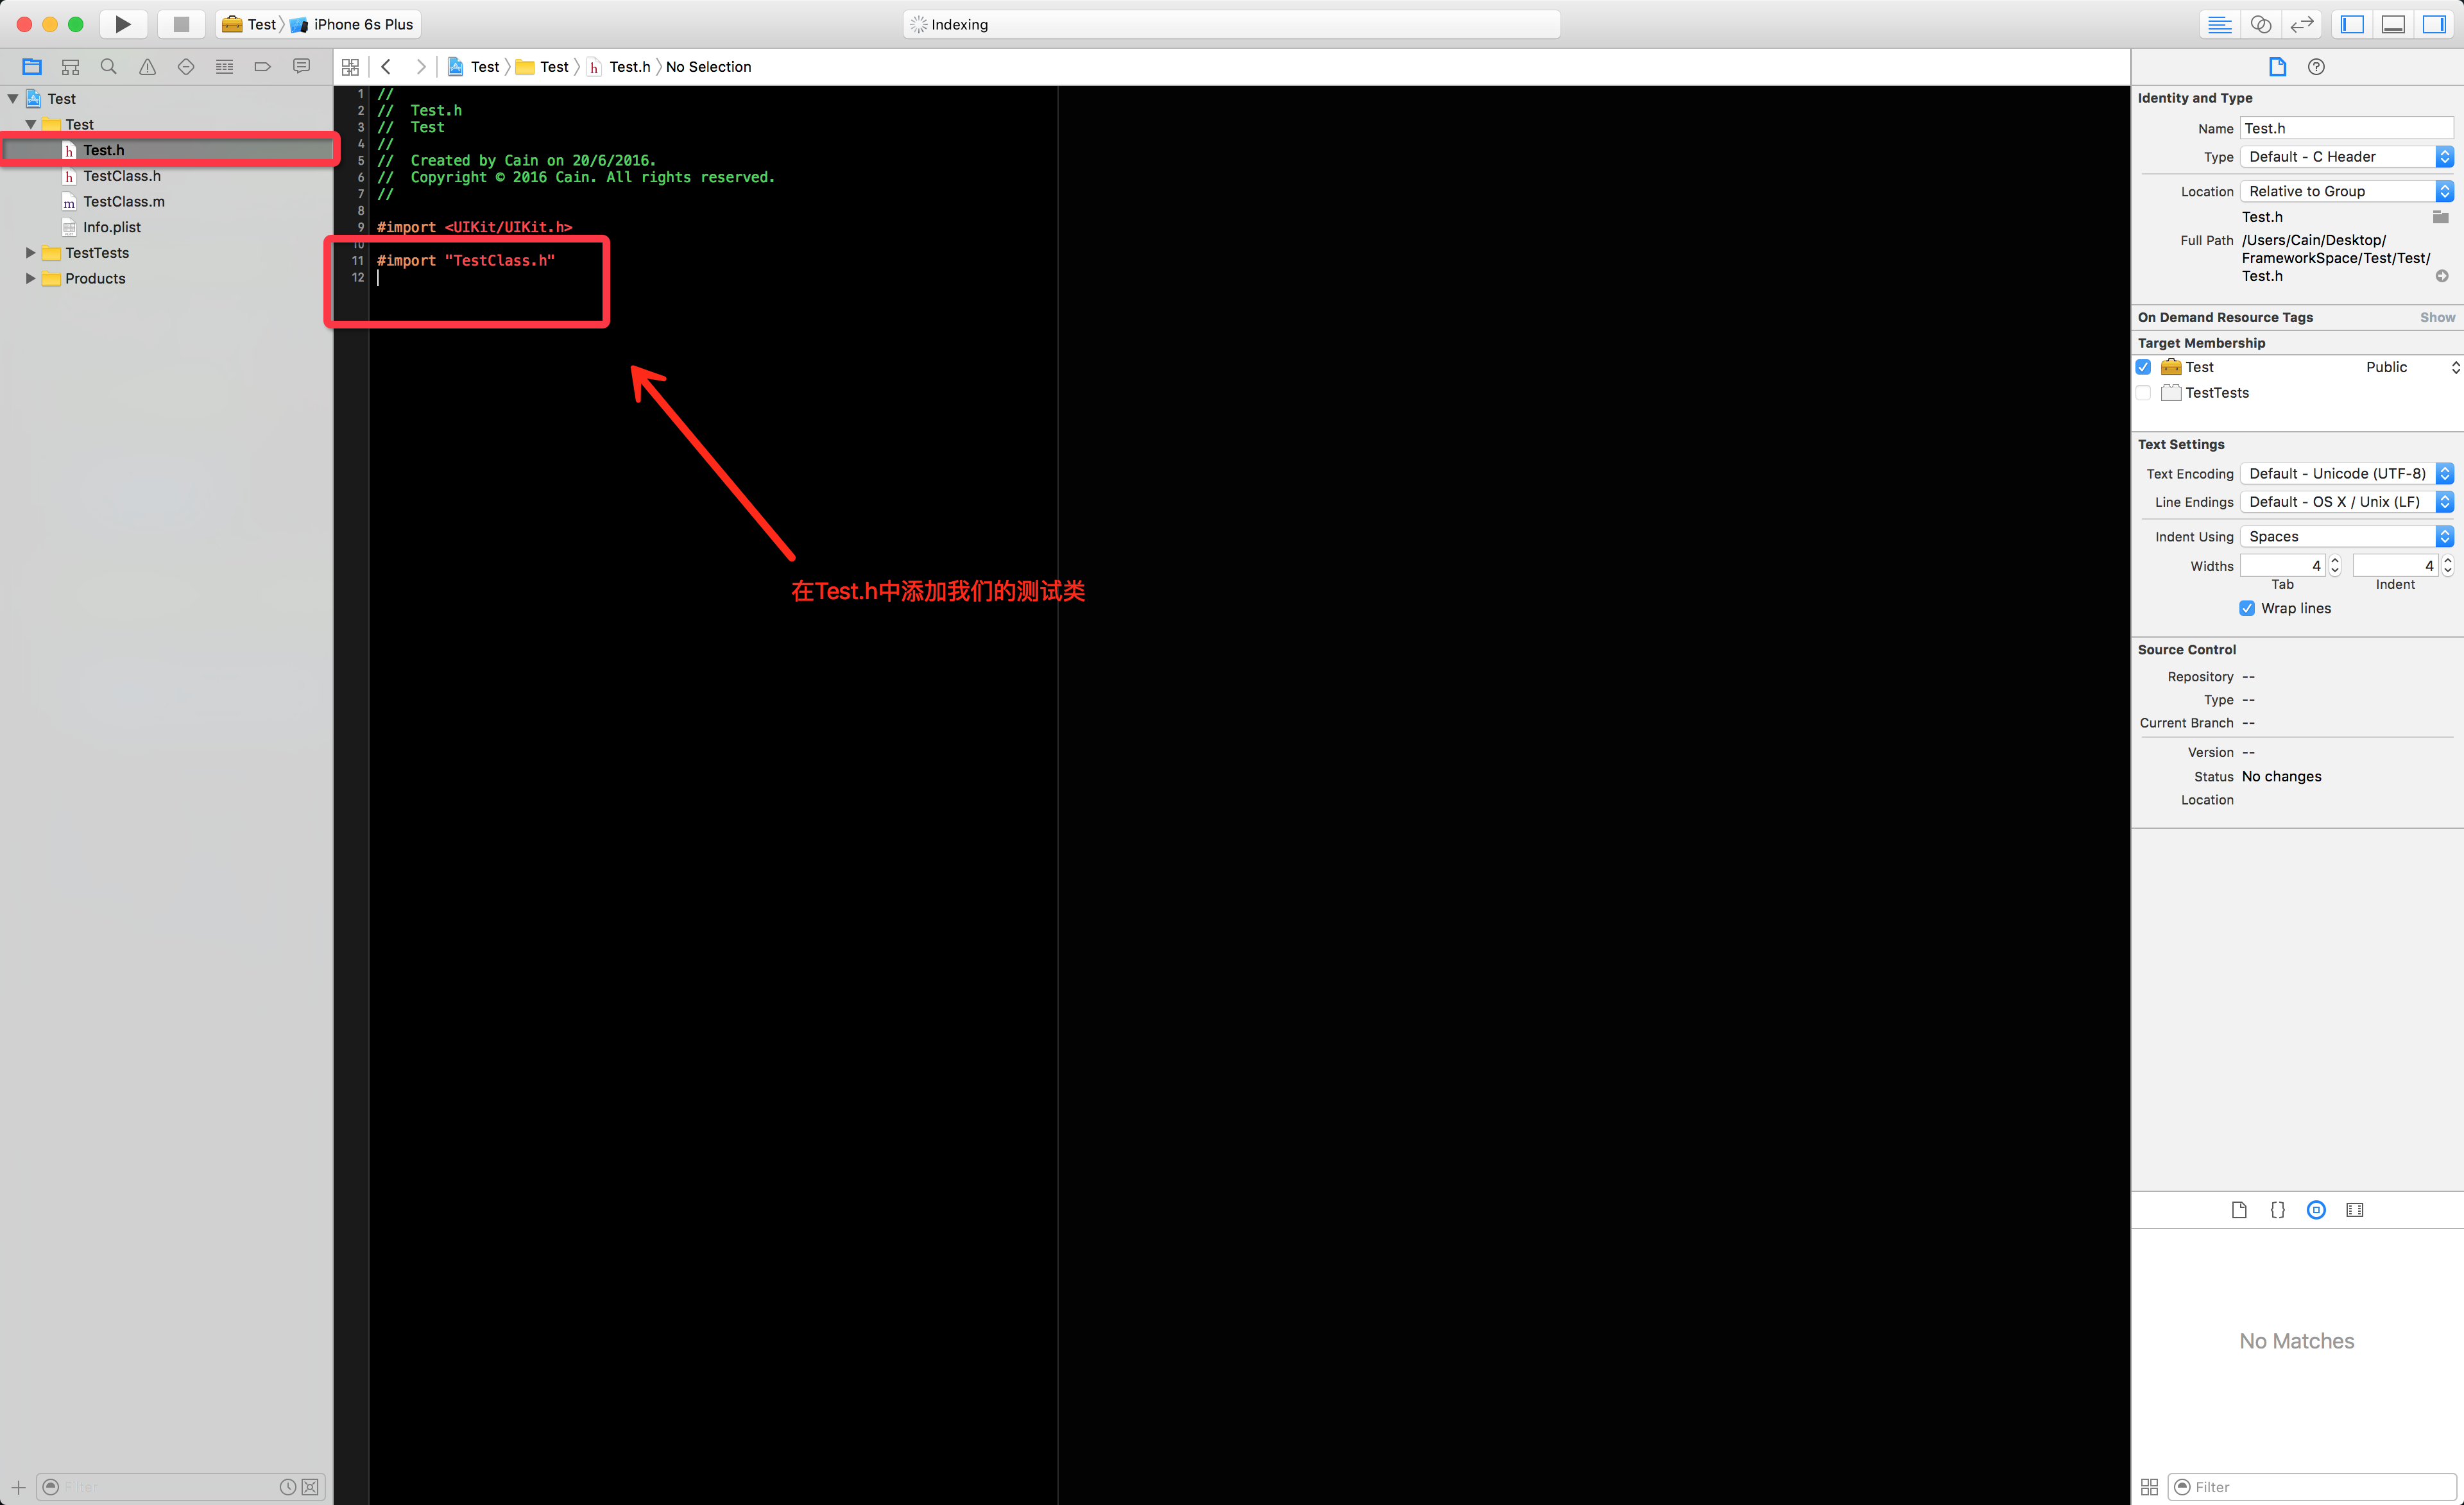 Test
iPhone 6s Plus
Indexing
Test
Test
Test.h
No Selection
Test
Test
Test.h
TestClass.h
TestClass.m
Info.plist
TestTests
Products
1 //
2 //  Test.h
3 //  Test
4 //
5 //  Created by Cain on 20/6/2016.
6 //  Copyright © 2016 Cain. All rights reserved.
7 //
8
9 #import <UIKit/UIKit.h>
10
11 #import "TestClass.h"
12
在Test.h中添加我们的测试类
Identity and Type
Name Test.h
Type Default - C Header
Location Relative to Group
Test.h
Full Path /Users/Cain/Desktop/
FrameworkSpace/Test/Test/
Test.h
On Demand Resource Tags Show
Target Membership
Test Public
TestTests
Text Settings
Text Encoding Default - Unicode (UTF-8)
Line Endings Default - OS X / Unix (LF)
Indent Using Spaces
Widths 4 4
Tab Indent
Wrap lines
Source Control
Repository --
Type --
Current Branch --
Version --
Status No changes
Location
{}
No Matches
Filter
Filter